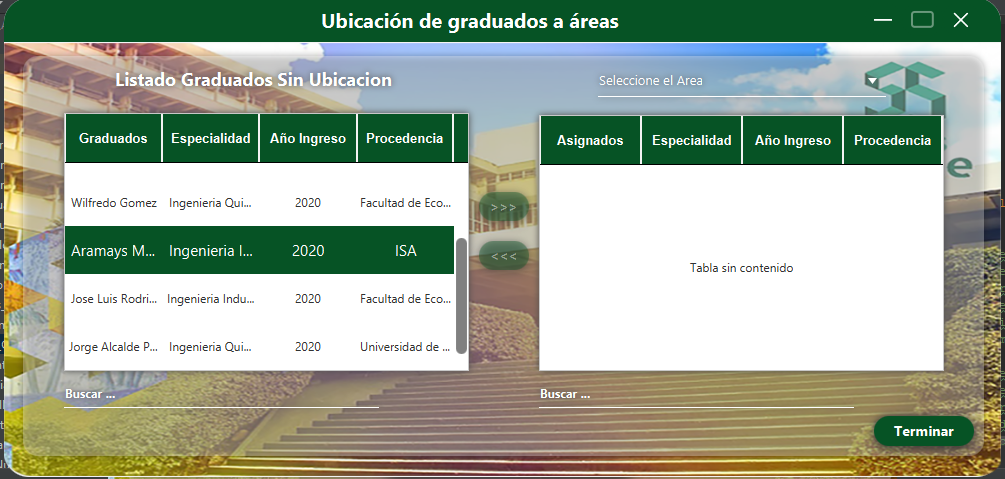 Ubicación de graduados a áreas
Listado Graduados Sin Ubicacion
Seleccione el Area
Graduados Especialidad Año Ingreso Procedencia
Wilfredo Gomez Ingenieria Qui... 2020 Facultad de Eco...
Aramays M... Ingenieria I... 2020 ISA
Jose Luis Rodri... Ingenieria Indu... 2020 Facultad de Eco...
Jorge Alcalde P... Ingenieria Qui... 2020 Universidad de ...
Buscar ...
>>>
<<<
Asignados Especialidad Año Ingreso Procedencia
Tabla sin contenido
Buscar ...
Terminar